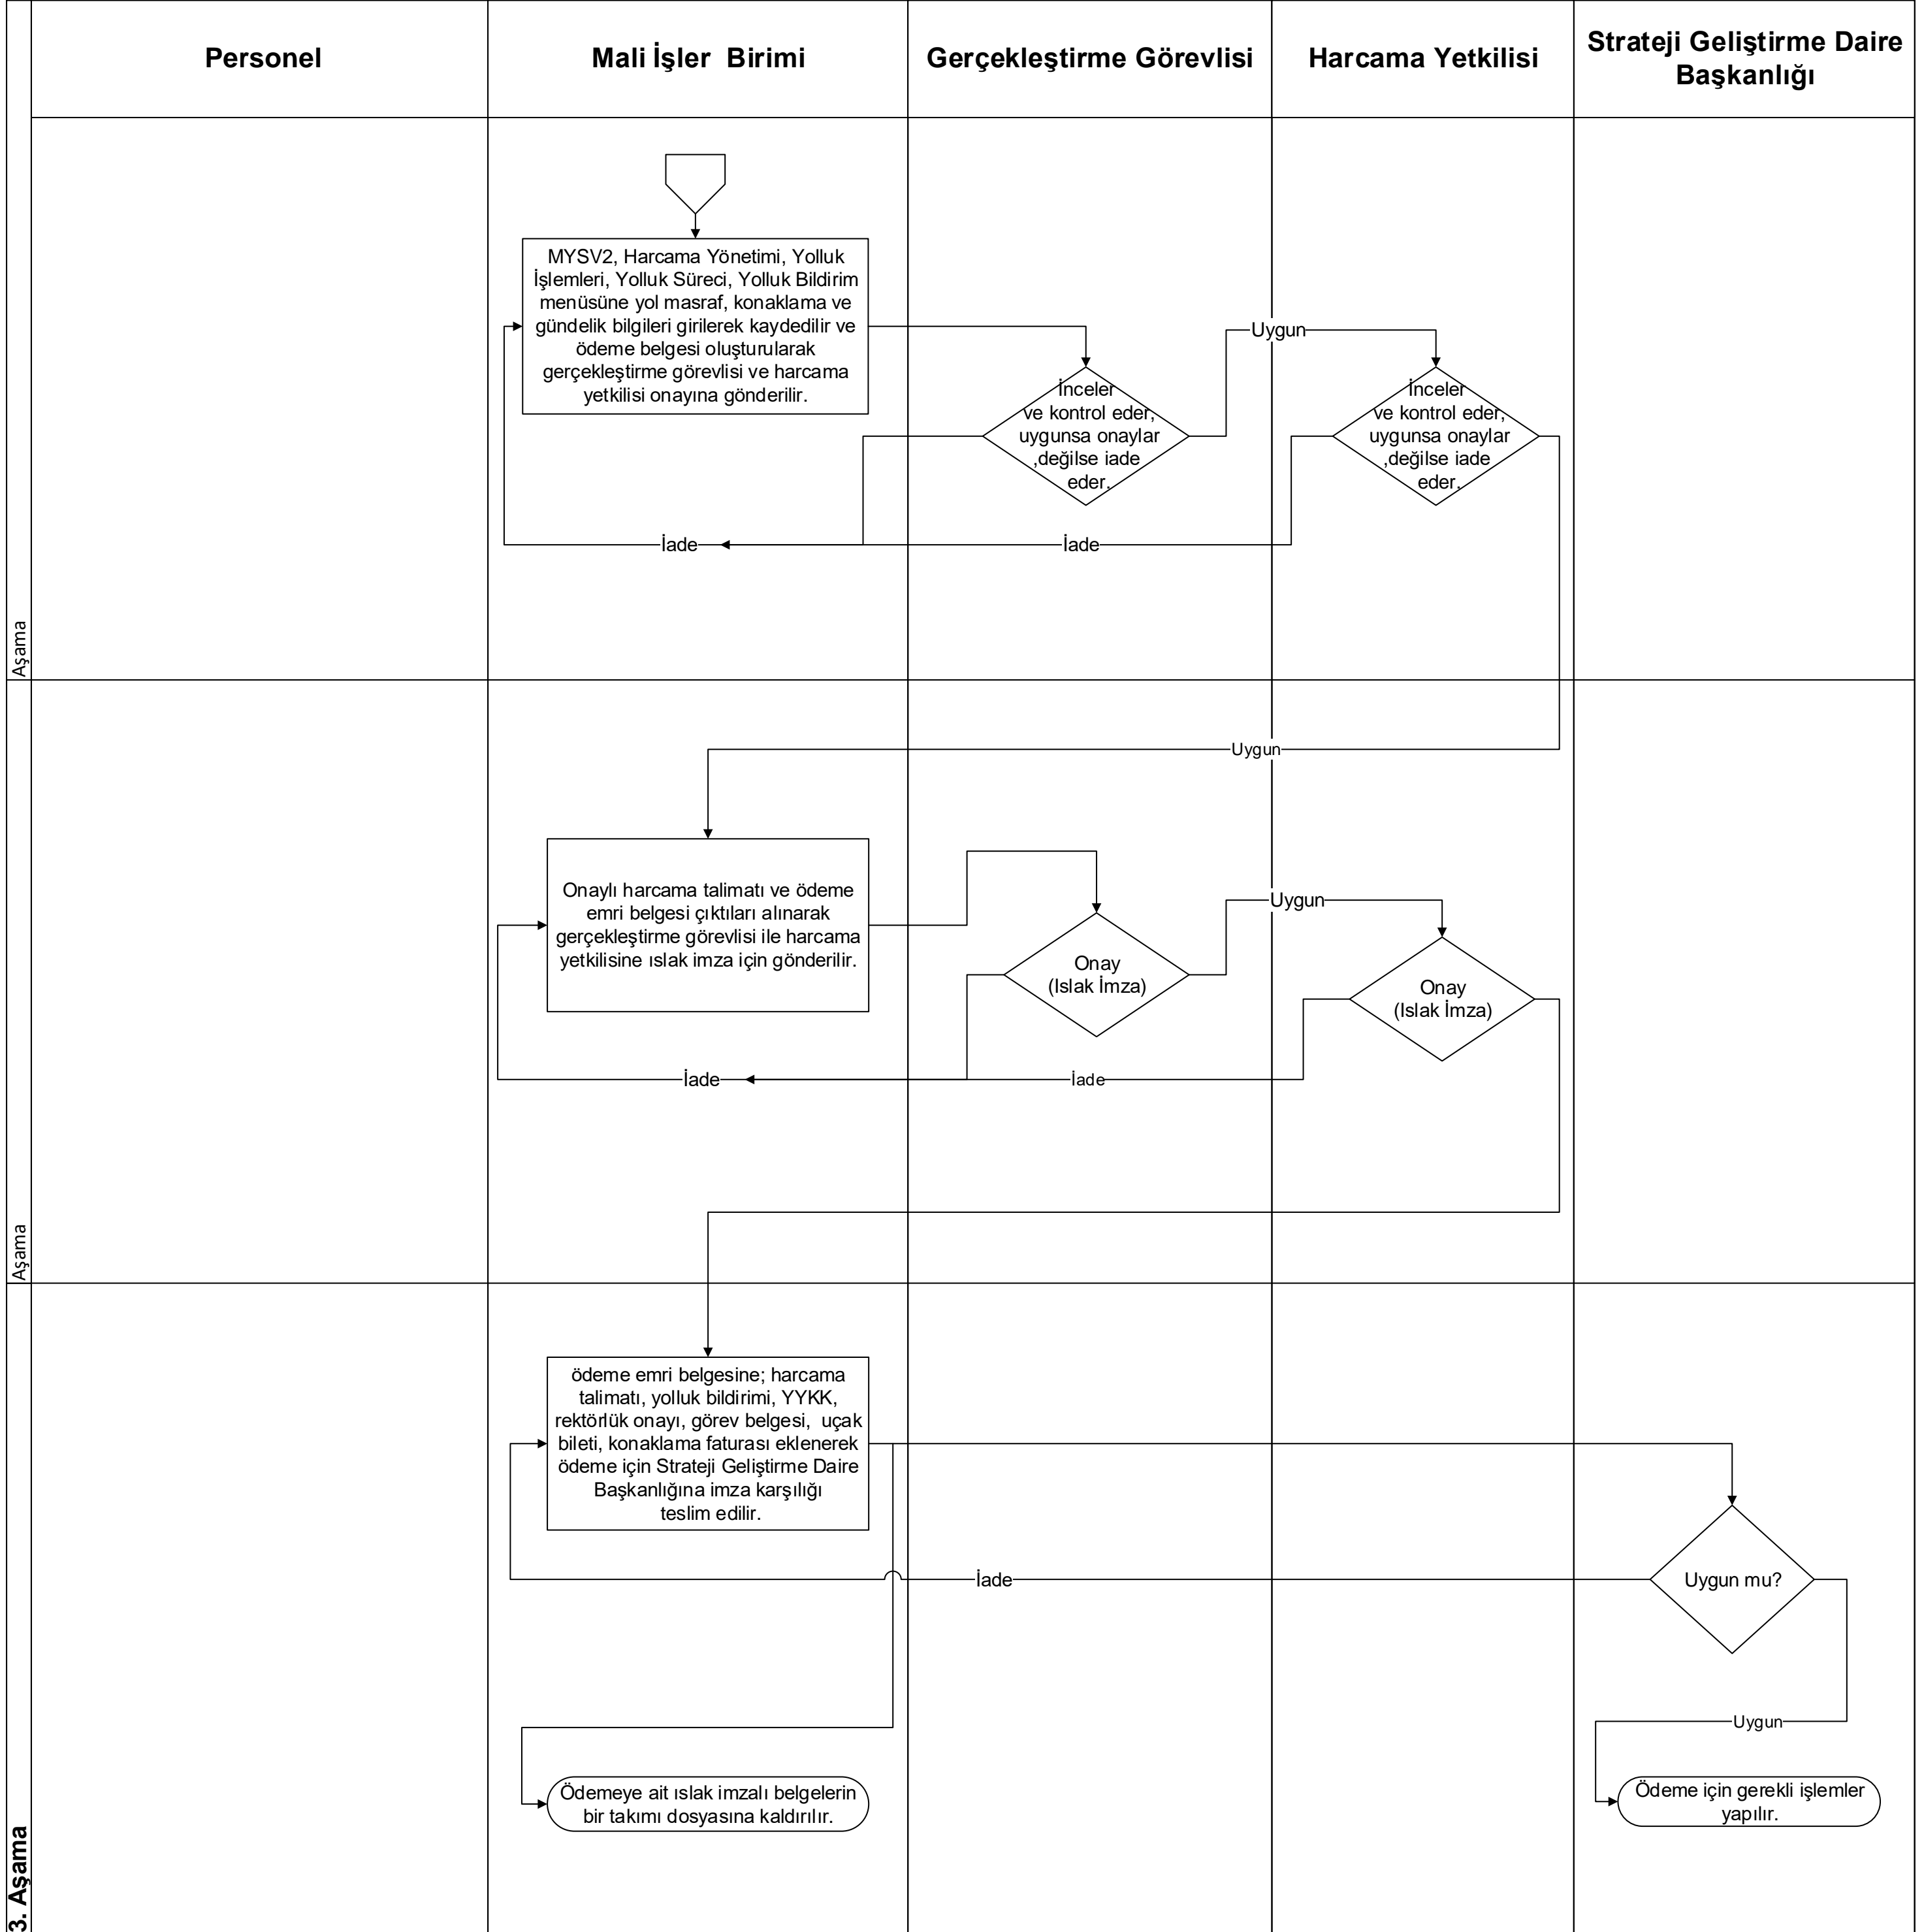 Personel
Mali İşler  Birimi
Gerçekleştirme Görevlisi
Harcama Yetkilisi
Strateji Geliştirme Daire
Başkanlığı
MYSV2, Harcama Yönetimi, Yolluk
İşlemleri, Yolluk Süreci, Yolluk Bildirim
menüsüne yol masraf, konaklama ve
gündelik bilgileri girilerek kaydedilir ve
ödeme belgesi oluşturularak
gerçekleştirme görevlisi ve harcama
yetkilisi onayına gönderilir.
Uygun
İnceler
ve kontrol eder,
uygunsa onaylar
,değilse iade
eder.
İnceler
ve kontrol eder,
uygunsa onaylar
,değilse iade
eder.
İade
İade
Aşama
Uygun
Onaylı harcama talimatı ve ödeme
emri belgesi çıktıları alınarak
gerçekleştirme görevlisi ile harcama
yetkilisine ıslak imza için gönderilir.
Uygun
Onay
(Islak İmza)
Onay
(Islak İmza)
İade
İade
Aşama
ödeme emri belgesine; harcama
talimatı, yolluk bildirimi, YYKK,
rektörlük onayı, görev belgesi,  uçak
bileti, konaklama faturası eklenerek
ödeme için Strateji Geliştirme Daire
Başkanlığına imza karşılığı
teslim edilir.
İade
Uygun mu?
Uygun
Ödemeye ait ıslak imzalı belgelerin
bir takımı dosyasına kaldırılır.
Ödeme için gerekli işlemler
yapılır.
3. Aşama